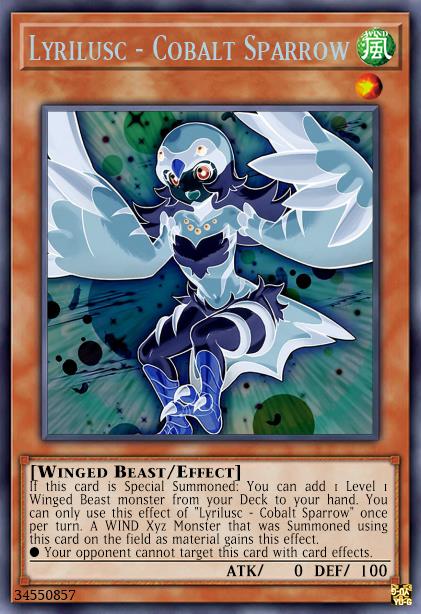 Lyrilusc - Cobalt Sparrow
WIND
風
[Winged Beast/Effect]
If this card is Special Summoned: You can add 1 Level 1
Winged Beast monster from your Deck to your hand. You
can only use this effect of "Lyrilusc - Cobalt Sparrow" once
per turn. A WIND Xyz Monster that was Summoned using
this card on the field as material gains this effect.
● Your opponent cannot target this card with card effects.
ATK/ 0 DEF/ 100
34550857